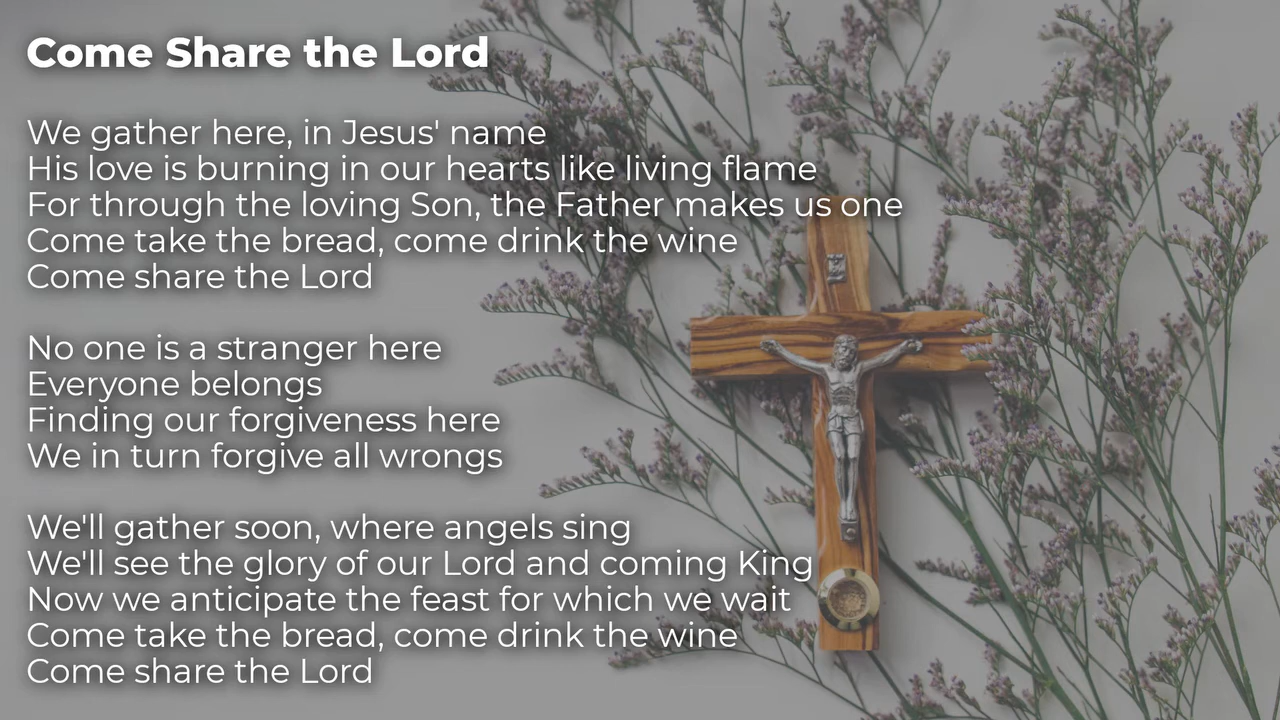 Come Share the Lord
We gather here, in Jesus' name
His love is burning in our hearts like living flame
For through the loving Son, the Father makes us one
Come take the bread, come drink the wine
Come share the Lord
No one is a stranger here
Everyone belongs
Finding our forgiveness here
We in turn forgive all wrongs
We'll gather soon, where angels sing
We'll see the glory of our Lord and coming King
Now we anticipate the feast for which we wait
Come take the bread, come drink the wine
Come share the Lord